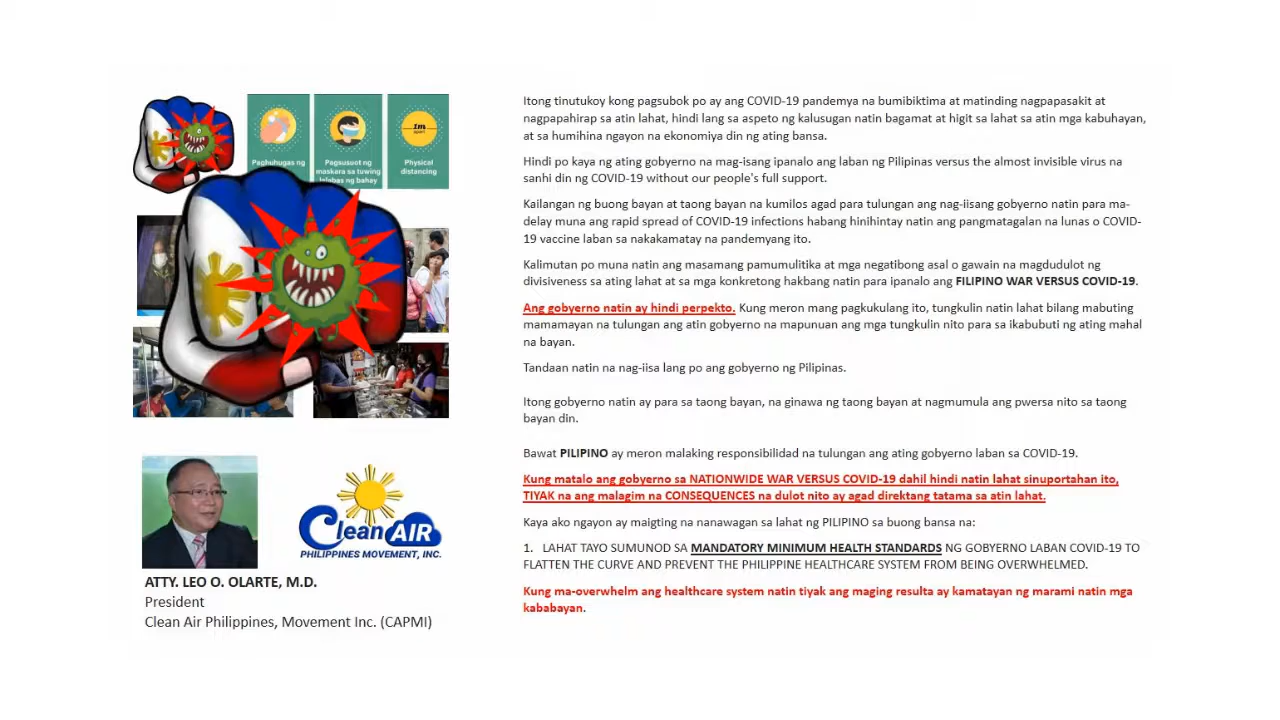 Paghuhugas ng
Pagsusuot ng
maskara sa tuwing
lalabas ng bahay
1m
apart
Physical
distancing
Clean AIR
PHILIPPINES MOVEMENT, INC.
ATTY. LEO O. OLARTE, M.D.
President
Clean Air Philippines, Movement Inc. (CAPMI)
Itong tinutukoy kong pagsubok po ay ang COVID-19 pandemya na bumibiktima at matinding nagpapasakit at
nagpapahirap sa atin lahat, hindi lang sa aspeto ng kalusugan natin bagamat at higit sa lahat sa atin mga kabuhayan,
at sa humihina ngayon na ekonomiya din ng ating bansa.
Hindi po kaya ng ating gobyerno na mag-isang ipanalo ang laban ng Pilipinas versus the almost invisible virus na
sanhi din ng COVID-19 without our people's full support.
Kailangan ng buong bayan at taong bayan na kumilos agad para tulungan ang nag-iisang gobyerno natin para ma-
delay muna ang rapid spread of COVID-19 infections habang hinihintay natin ang pangmatagalan na lunas o COVID-
19 vaccine laban sa nakakamatay na pandemyang ito.
Kalimutan po muna natin ang masamang pamumulitika at mga negatibong asal o gawain na magdudulot ng
divisiveness sa ating lahat at sa mga konkretong hakbang natin para ipanalo ang FILIPINO WAR VERSUS COVID-19.
Ang gobyerno natin ay hindi perpekto. Kung meron mang pagkukulang ito, tungkulin natin lahat bilang mabuting
mamamayan na tulungan ang atin gobyerno na mapunuan ang mga tungkulin nito para sa ikabubuti ng ating mahal
na bayan.
Tandaan natin na nag-iisa lang po ang gobyerno ng Pilipinas.
Itong gobyerno natin ay para sa taong bayan, na ginawa ng taong bayan at nagmumula ang pwersa nito sa taong
bayan din.
Bawat PILIPINO ay meron malaking responsibilidad na tulungan ang ating gobyerno laban sa COVID-19.
Kung matalo ang gobyerno sa NATIONWIDE WAR VERSUS COVID-19 dahil hindi natin lahat sinuportahan ito,
TIYAK na ang malagim na CONSEQUENCES na dulot nito ay agad direktang tatama sa atin lahat.
Kaya ako ngayon ay maigting na nanawagan sa lahat ng PILIPINO sa buong bansa na:
1. LAHAT TAYO SUMUNOD SA MANDATORY MINIMUM HEALTH STANDARDS NG GOBYERNO LABAN COVID-19 TO
FLATTEN THE CURVE AND PREVENT THE PHILIPPINE HEALTHCARE SYSTEM FROM BEING OVERWHELMED.
Kung ma-overwhelm ang healthcare system natin tiyak ang maging resulta ay kamatayan ng marami natin mga
kababayan.